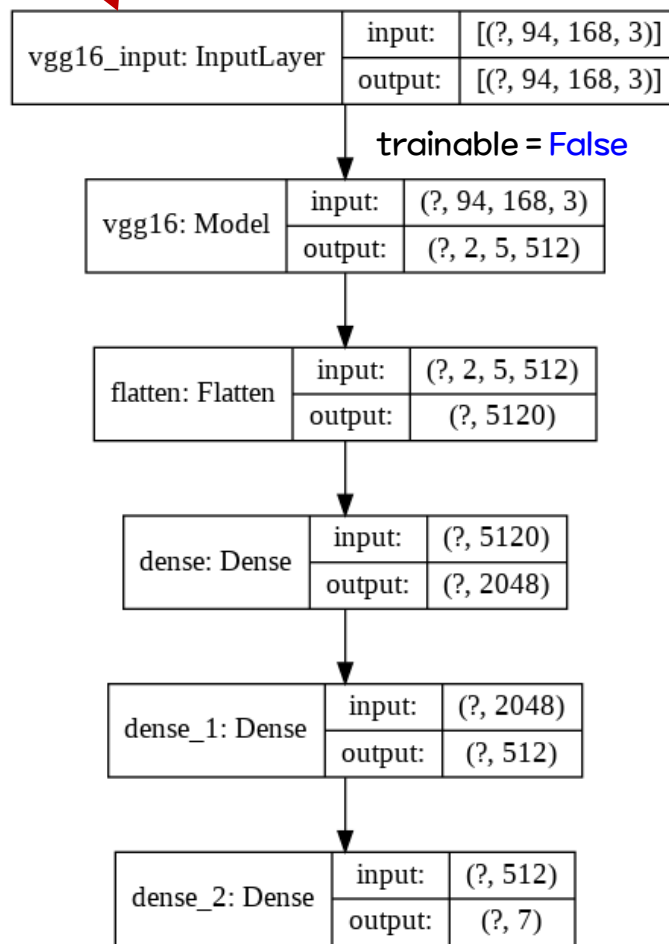 vgg16_input: InputLayer
input: [(?, 94, 168, 3)]
output: [(?, 94, 168, 3)]
trainable = False
vgg16: Model
input: (?, 94, 168, 3)
output: (?, 2, 5, 512)
flatten: Flatten
input: (?, 2, 5, 512)
output: (?, 5120)
dense: Dense
input: (?, 5120)
output: (?, 2048)
dense_1: Dense
input: (?, 2048)
output: (?, 512)
dense_2: Dense
input: (?, 512)
output: (?, 7)